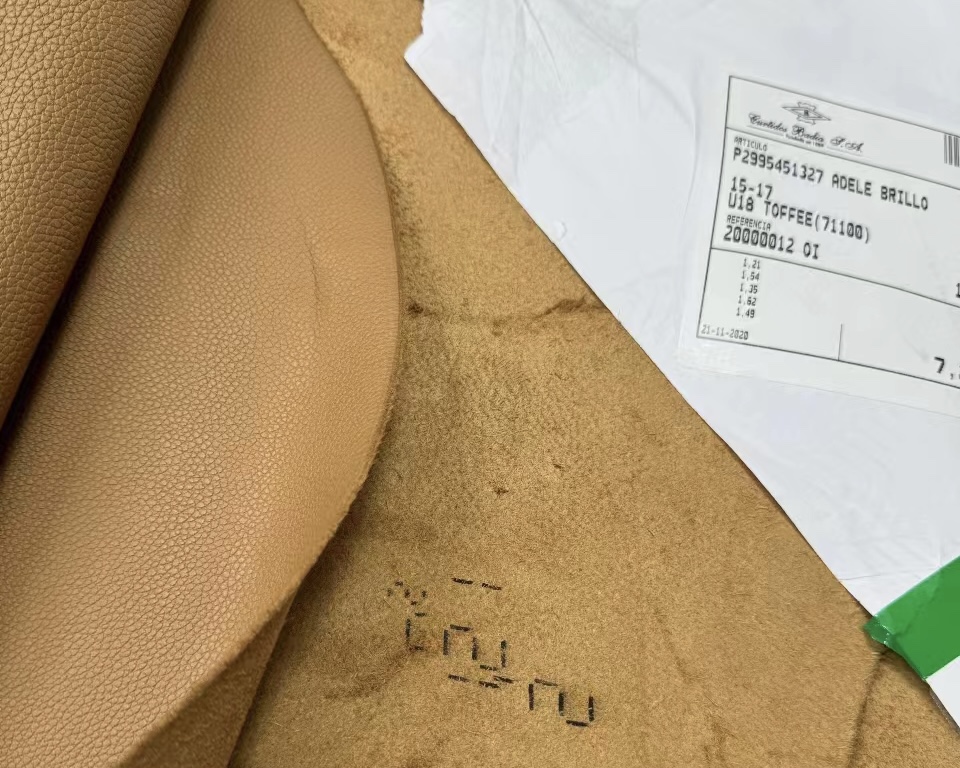 Curtidos Badia S.A.
ARTICULO
P2995451327 ADELE BRILLO
15-17
U18 TOFFEE(71100)
REFERENCIA
20000012 OI
1,21
1,54
1,35
1,62
1,49
21-11-2020
7,